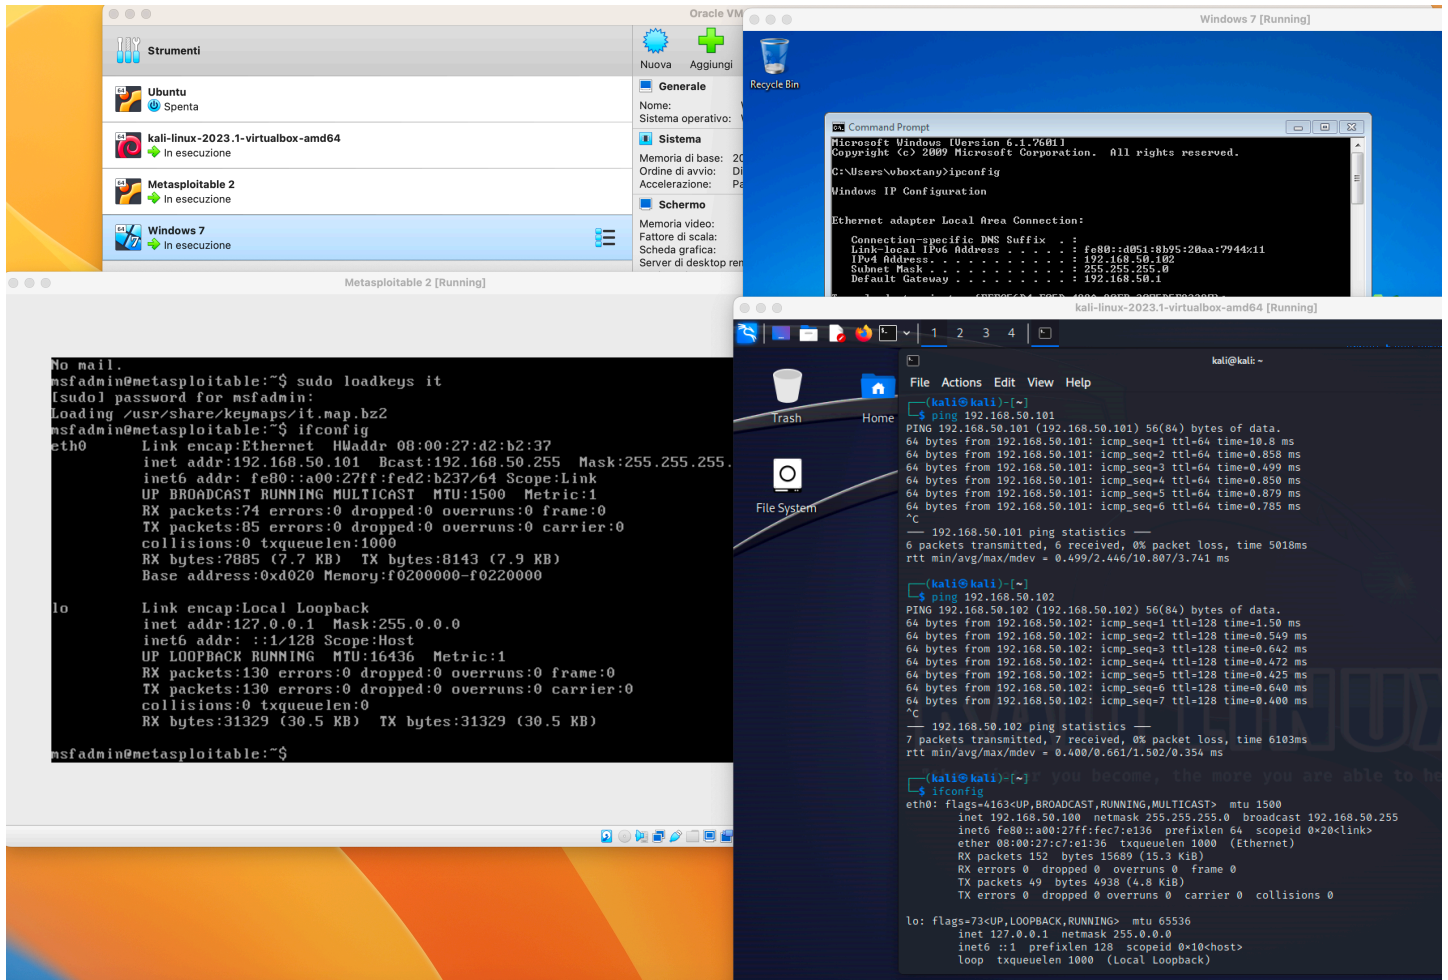 Oracle VM
Strumenti
Nuova
Aggiungi
Ubuntu
Spenta
kali-linux-2023.1-virtualbox-amd64
In esecuzione
Metasploitable 2
In esecuzione
Windows 7
In esecuzione
Generale
Nome:
Sistema operativo:
Sistema
Memoria di base: 20
Ordine di avvio: Di
Accelerazione: Pa
Schermo
Memoria video:
Fattore di scala:
Scheda grafica:
Server di desktop rem
Windows 7 [Running]
Recycle Bin
Command Prompt
Microsoft Windows [Version 6.1.7601]
Copyright (c) 2009 Microsoft Corporation. All rights reserved.
C:\Users\vboxtany>ipconfig
Windows IP Configuration
Ethernet adapter Local Area Connection:
Connection-specific DNS Suffix . :
Link-local IPv6 Address . . . . . : fe80::d051:8b95:20aa:7944%11
IPv4 Address. . . . . . . . . . . : 192.168.50.102
Subnet Mask . . . . . . . . . . . : 255.255.255.0
Default Gateway . . . . . . . . . : 192.168.50.1
Metasploitable 2 [Running]
No mail.
msfadmin@metasploitable:~$ sudo loadkeys it
[sudo] password for msfadmin:
Loading /usr/share/keymaps/it.map.bz2
msfadmin@metasploitable:~$ ifconfig
eth0 Link encap:Ethernet HWaddr 08:00:27:d2:b2:37
inet addr:192.168.50.101 Bcast:192.168.50.255 Mask:255.255.255.
inet6 addr: fe80::a00:27ff:fed2:b237/64 Scope:Link
UP BROADCAST RUNNING MULTICAST MTU:1500 Metric:1
RX packets:74 errors:0 dropped:0 overruns:0 frame:0
TX packets:85 errors:0 dropped:0 overruns:0 carrier:0
collisions:0 txqueuelen:1000
RX bytes:7885 (7.7 KB) TX bytes:8143 (7.9 KB)
Base address:0xd020 Memory:f0200000-f0220000
lo Link encap:Local Loopback
inet addr:127.0.0.1 Mask:255.0.0.0
inet6 addr: ::1/128 Scope:Host
UP LOOPBACK RUNNING MTU:16436 Metric:1
RX packets:130 errors:0 dropped:0 overruns:0 frame:0
TX packets:130 errors:0 dropped:0 overruns:0 carrier:0
collisions:0 txqueuelen:0
RX bytes:31329 (30.5 KB) TX bytes:31329 (30.5 KB)
msfadmin@metasploitable:~$
kali-linux-2023.1-virtualbox-amd64 [Running]
1 2 3 4
Trash
Home
File System
kali@kali: ~
File Actions Edit View Help
(kali㉿kali)-[~]
$ ping 192.168.50.101
PING 192.168.50.101 (192.168.50.101) 56(84) bytes of data.
64 bytes from 192.168.50.101: icmp_seq=1 ttl=64 time=10.8 ms
64 bytes from 192.168.50.101: icmp_seq=2 ttl=64 time=0.858 ms
64 bytes from 192.168.50.101: icmp_seq=3 ttl=64 time=0.499 ms
64 bytes from 192.168.50.101: icmp_seq=4 ttl=64 time=0.850 ms
64 bytes from 192.168.50.101: icmp_seq=5 ttl=64 time=0.879 ms
64 bytes from 192.168.50.101: icmp_seq=6 ttl=64 time=0.785 ms
^C
— 192.168.50.101 ping statistics —
6 packets transmitted, 6 received, 0% packet loss, time 5018ms
rtt min/avg/max/mdev = 0.499/2.446/10.807/3.741 ms
(kali㉿kali)-[~]
$ ping 192.168.50.102
PING 192.168.50.102 (192.168.50.102) 56(84) bytes of data.
64 bytes from 192.168.50.102: icmp_seq=1 ttl=128 time=1.50 ms
64 bytes from 192.168.50.102: icmp_seq=2 ttl=128 time=0.549 ms
64 bytes from 192.168.50.102: icmp_seq=3 ttl=128 time=0.642 ms
64 bytes from 192.168.50.102: icmp_seq=4 ttl=128 time=0.472 ms
64 bytes from 192.168.50.102: icmp_seq=5 ttl=128 time=0.425 ms
64 bytes from 192.168.50.102: icmp_seq=6 ttl=128 time=0.640 ms
64 bytes from 192.168.50.102: icmp_seq=7 ttl=128 time=0.400 ms
^C
— 192.168.50.102 ping statistics —
7 packets transmitted, 7 received, 0% packet loss, time 6103ms
rtt min/avg/max/mdev = 0.400/0.661/1.502/0.354 ms
(kali㉿kali)-[~]
you become, the more you are able to he
$ ifconfig
eth0: flags=4163<UP,BROADCAST,RUNNING,MULTICAST> mtu 1500
inet 192.168.50.100 netmask 255.255.255.0 broadcast 192.168.50.255
inet6 fe80::a00:27ff:fec7:e136 prefixlen 64 scopeid 0×20<link>
ether 08:00:27:c7:e1:36 txqueuelen 1000 (Ethernet)
RX packets 152 bytes 15689 (15.3 KiB)
RX errors 0 dropped 0 overruns 0 frame 0
TX packets 49 bytes 4938 (4.8 KiB)
TX errors 0 dropped 0 overruns 0 carrier 0 collisions 0
lo: flags=73<UP,LOOPBACK,RUNNING> mtu 65536
inet 127.0.0.1 netmask 255.0.0.0
inet6 ::1 prefixlen 128 scopeid 0×10<host>
loop txqueuelen 1000 (Local Loopback)